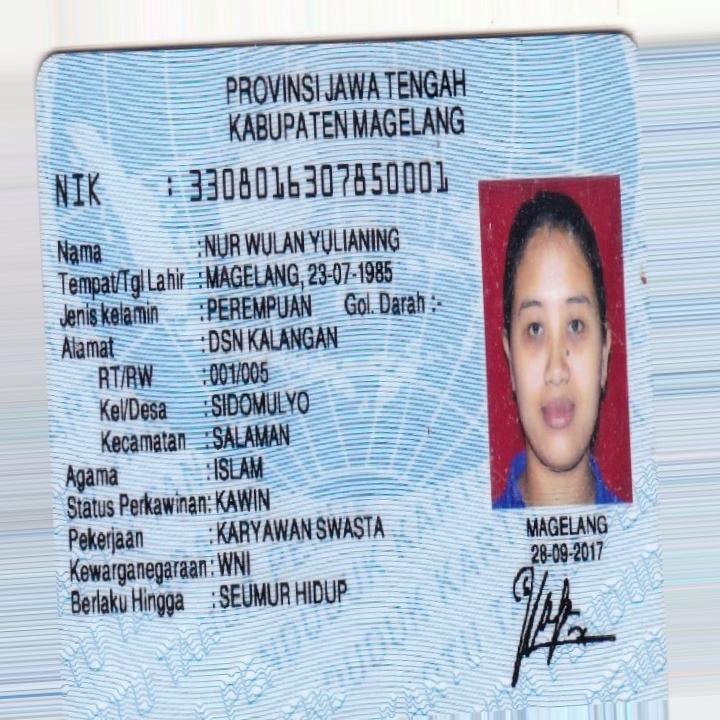 PROVINSI JAWA TENGAH
KABUPATEN MAGELANG
NIK : 3308016307850001
Nama : NUR WULAN YULIANING
Tempat/Tgl Lahir : MAGELANG, 23-07-1985
Jenis kelamin : PEREMPUAN Gol. Darah :-
Alamat : DSN KALANGAN
RT/RW : 001/005
Kel/Desa : SIDOMULYO
Kecamatan : SALAMAN
Agama : ISLAM
Status Perkawinan: KAWIN
Pekerjaan : KARYAWAN SWASTA
Kewarganegaraan: WNI
Berlaku Hingga : SEUMUR HIDUP
MAGELANG
28-09-2017